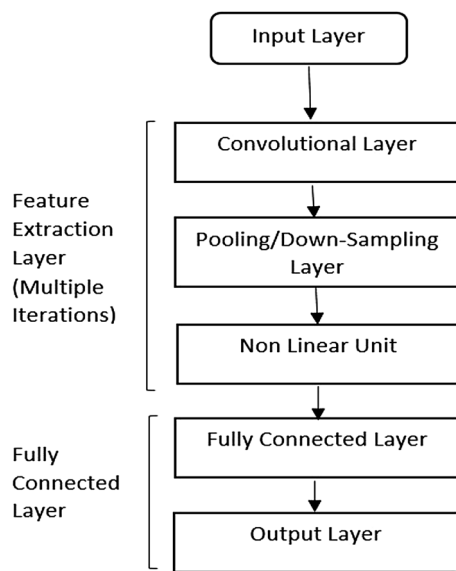 Input Layer
Convolutional Layer
Feature
Extraction
Layer
(Multiple
Iterations)
Pooling/Down-Sampling
Layer
Non Linear Unit
Fully
Connected
Layer
Fully Connected Layer
Output Layer